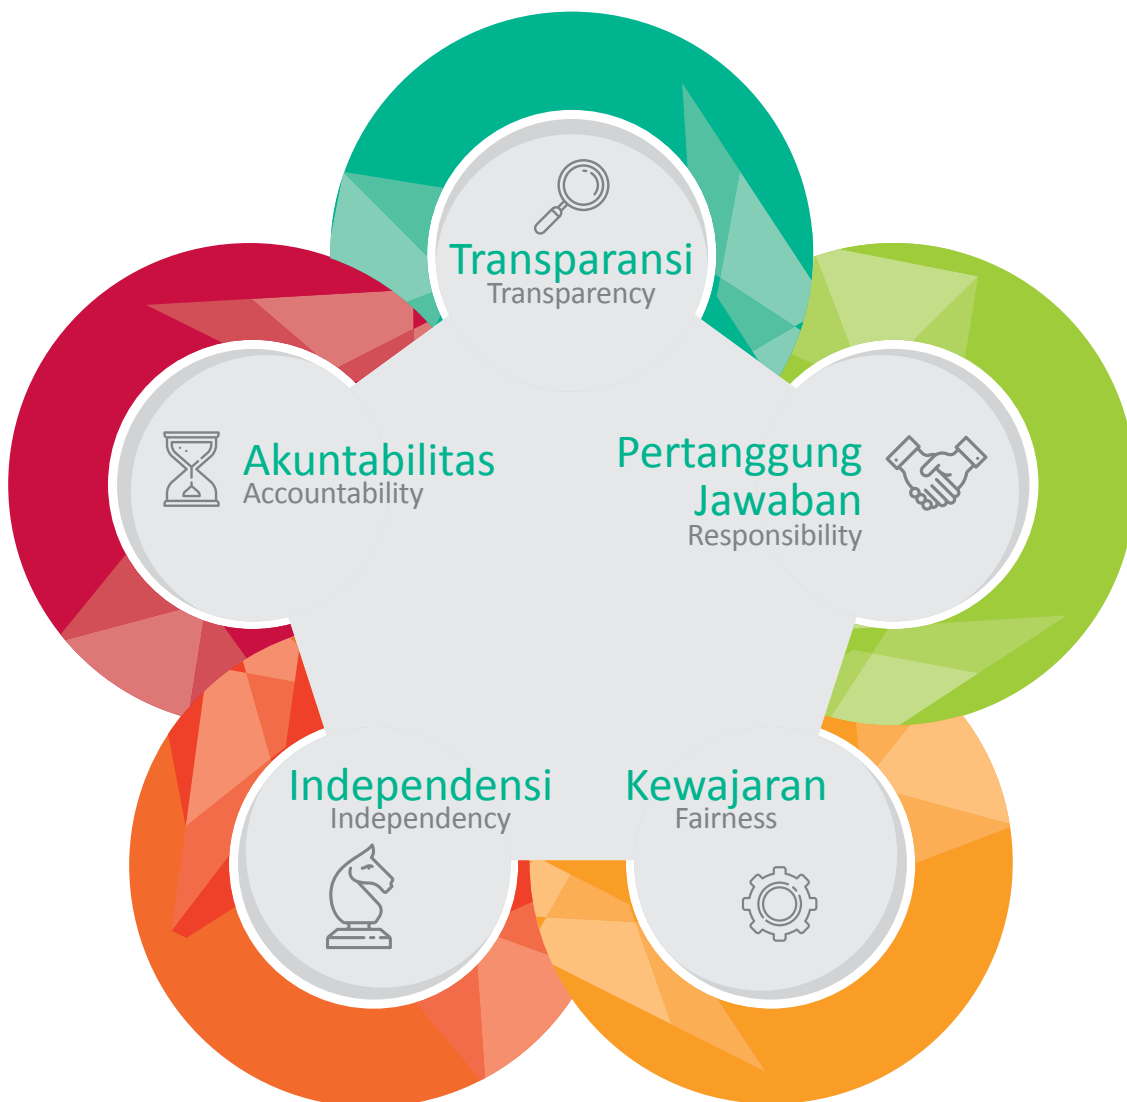 Transparansi
Transparency
Akuntabilitas
Accountability
Pertanggung
Jawaban
Responsibility
Independensi
Independency
Kewajaran
Fairness